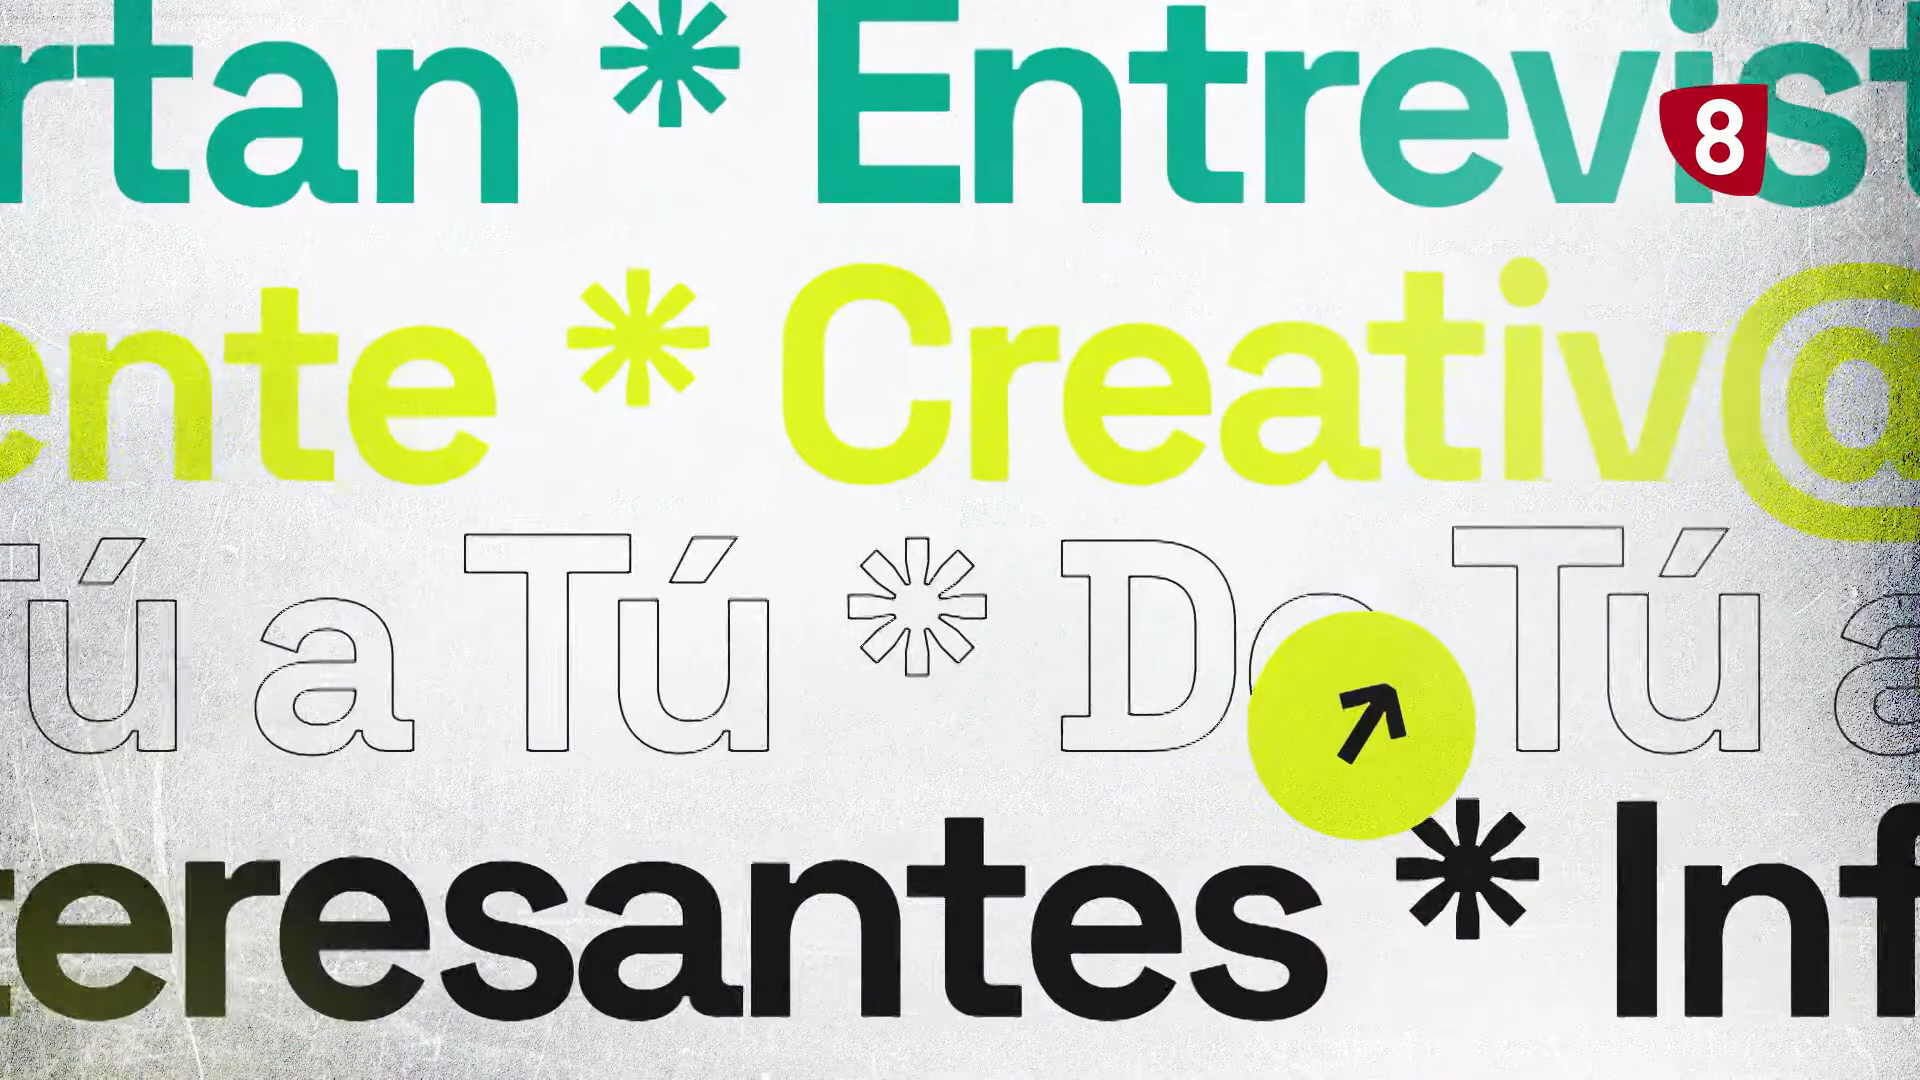 rtan * Entrevist
8
ente * Creativ@
Tú a Tú * De Tú a
teresantes * Inf